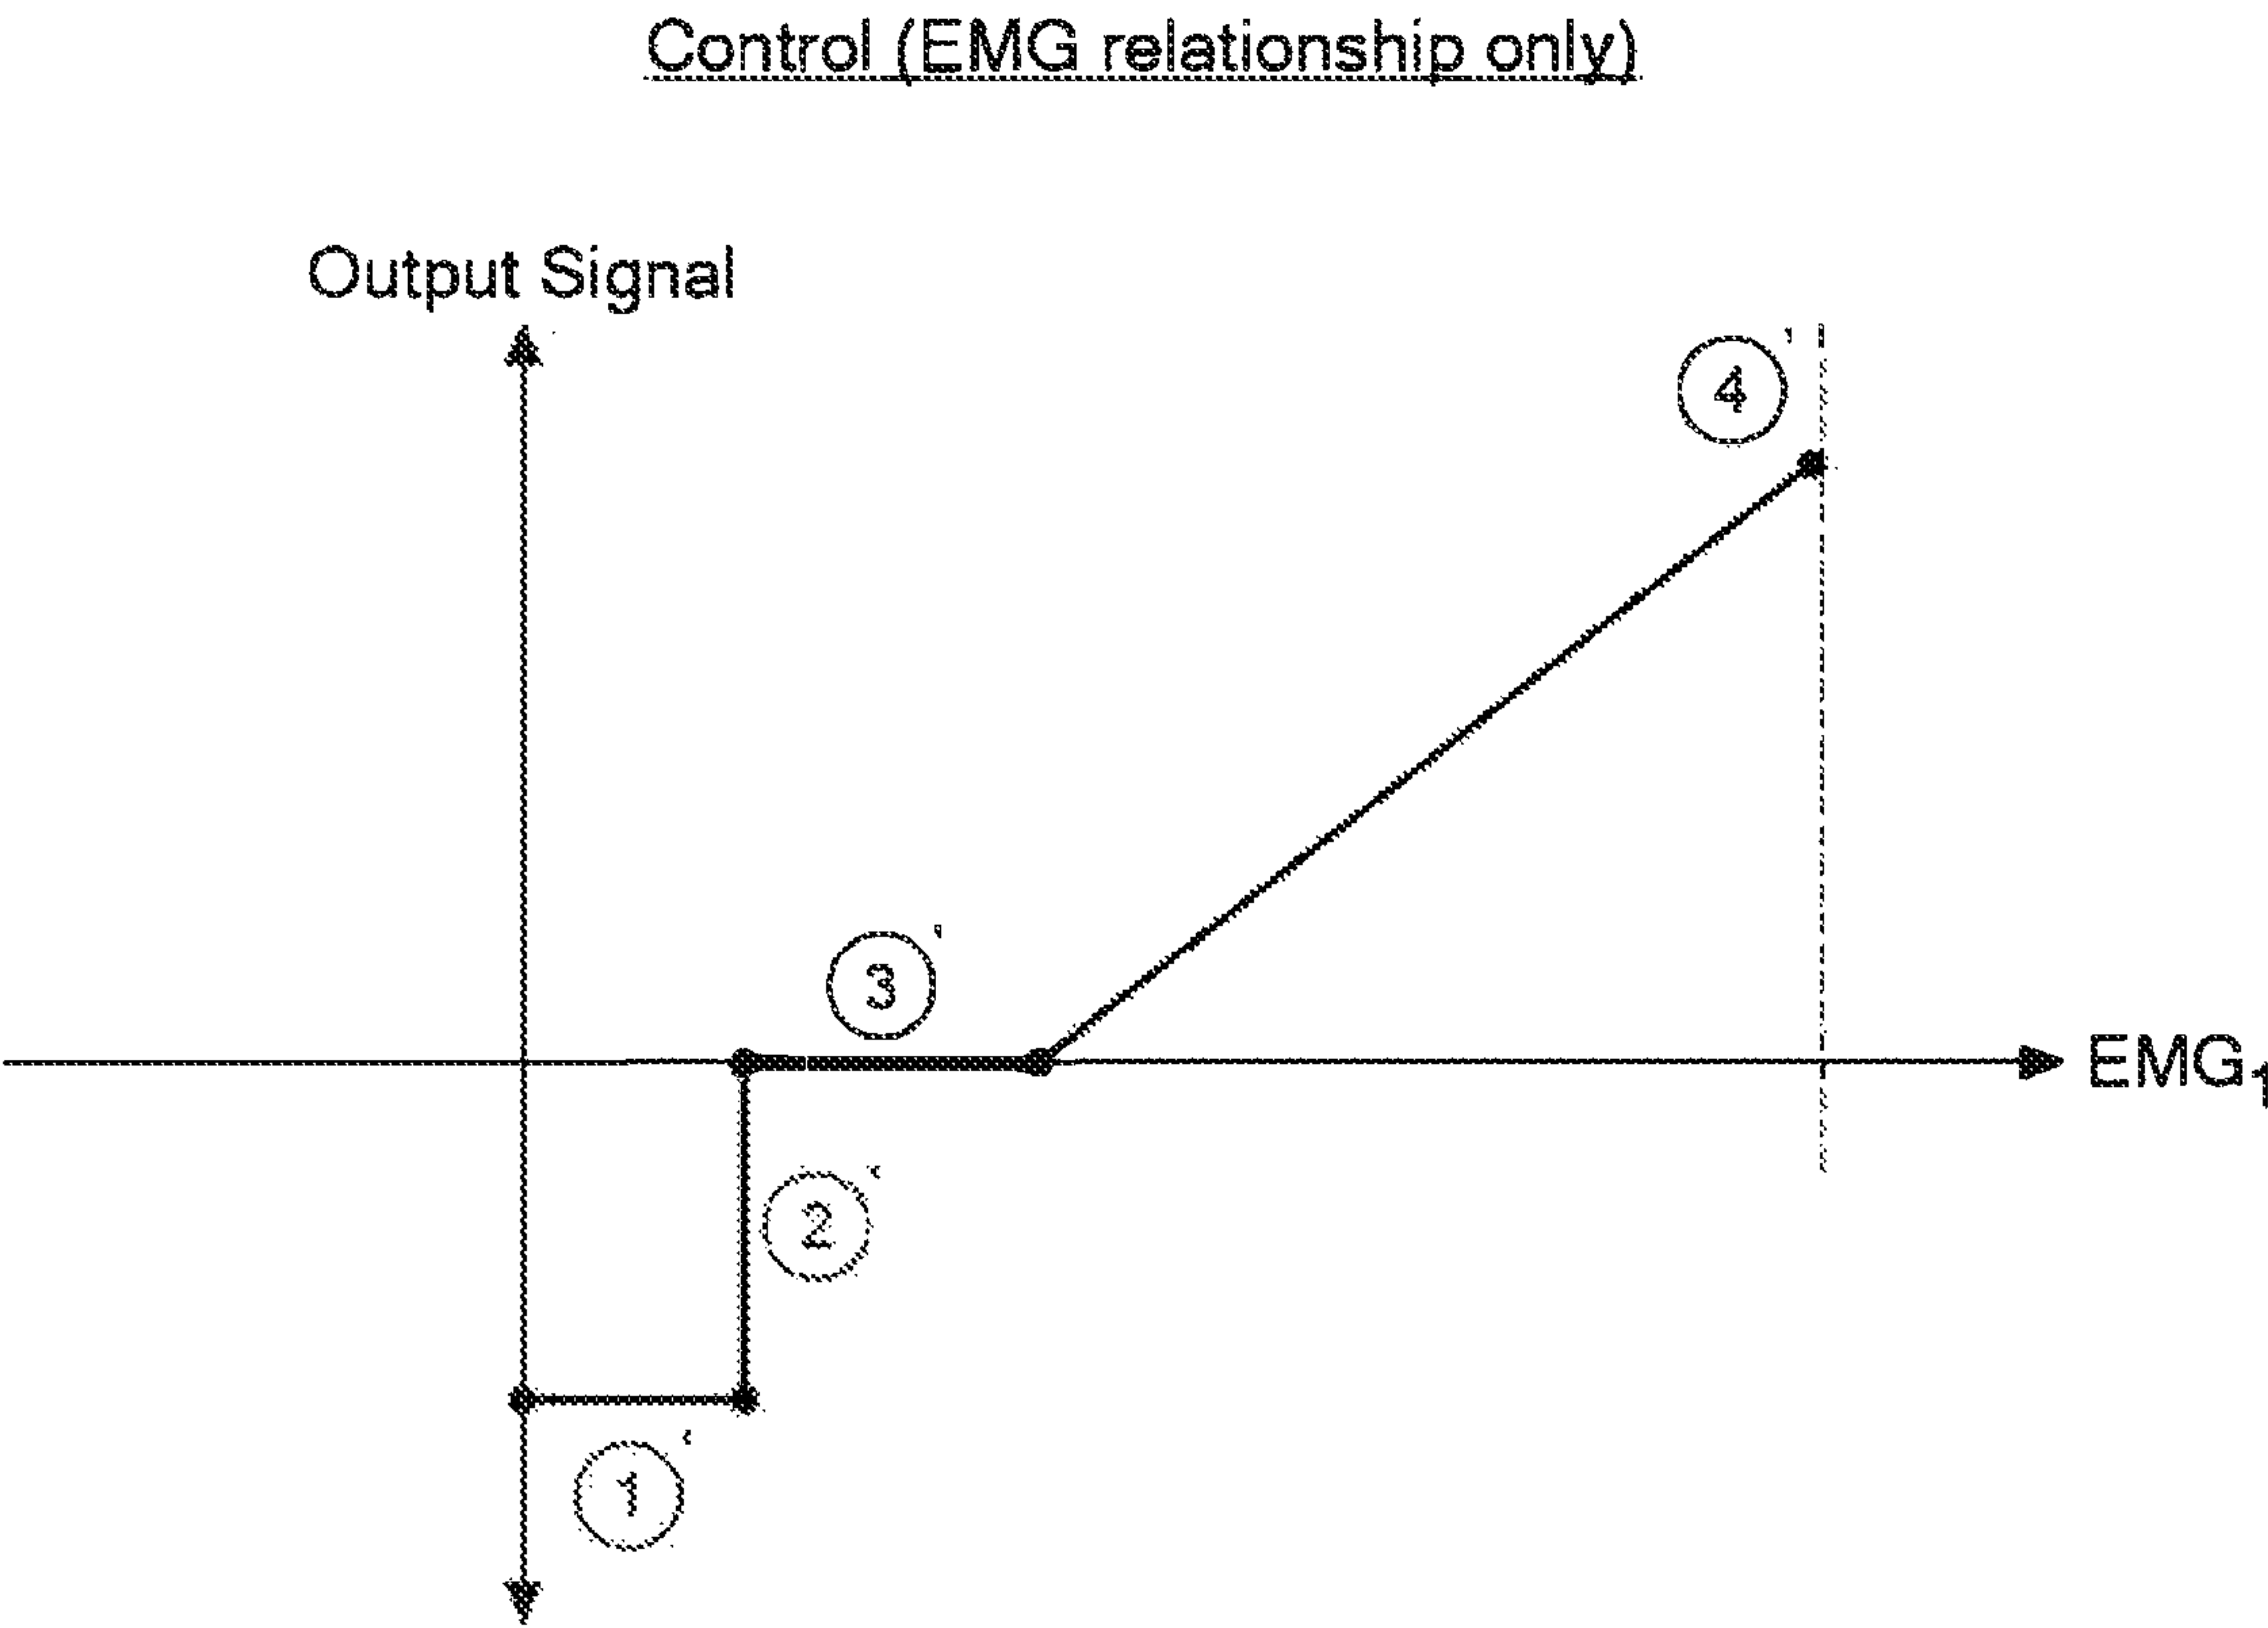 Control (EMG relationship only)
Output Signal
4'
3'
EMG₁
2'
1'